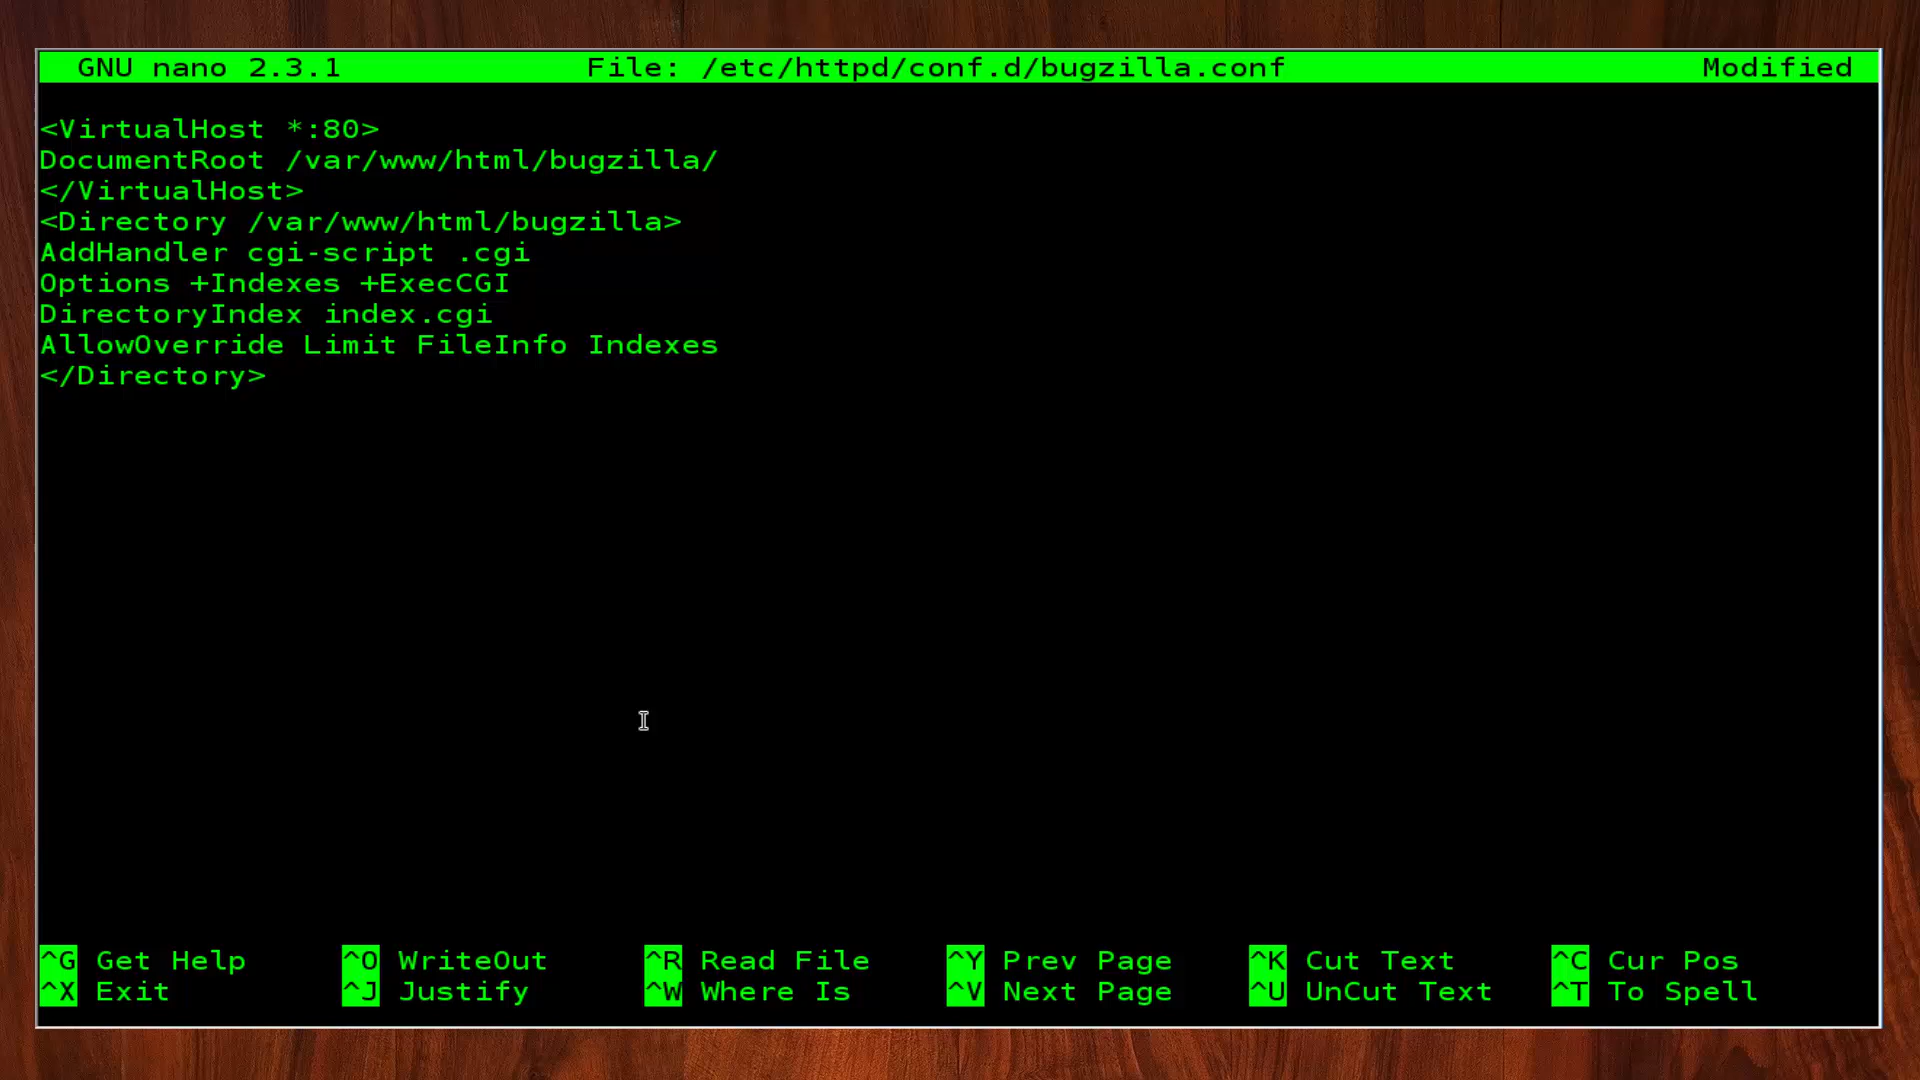 GNU nano 2.3.1 File: /etc/httpd/conf.d/bugzilla.conf Modified
<VirtualHost *:80>
DocumentRoot /var/www/html/bugzilla/
</VirtualHost>
<Directory /var/www/html/bugzilla>
AddHandler cgi-script .cgi
Options +Indexes +ExecCGI
DirectoryIndex index.cgi
AllowOverride Limit FileInfo Indexes
</Directory>
^G Get Help ^O WriteOut ^R Read File ^Y Prev Page ^K Cut Text ^C Cur Pos
^X Exit ^J Justify ^W Where Is ^V Next Page ^U UnCut Text ^T To Spell